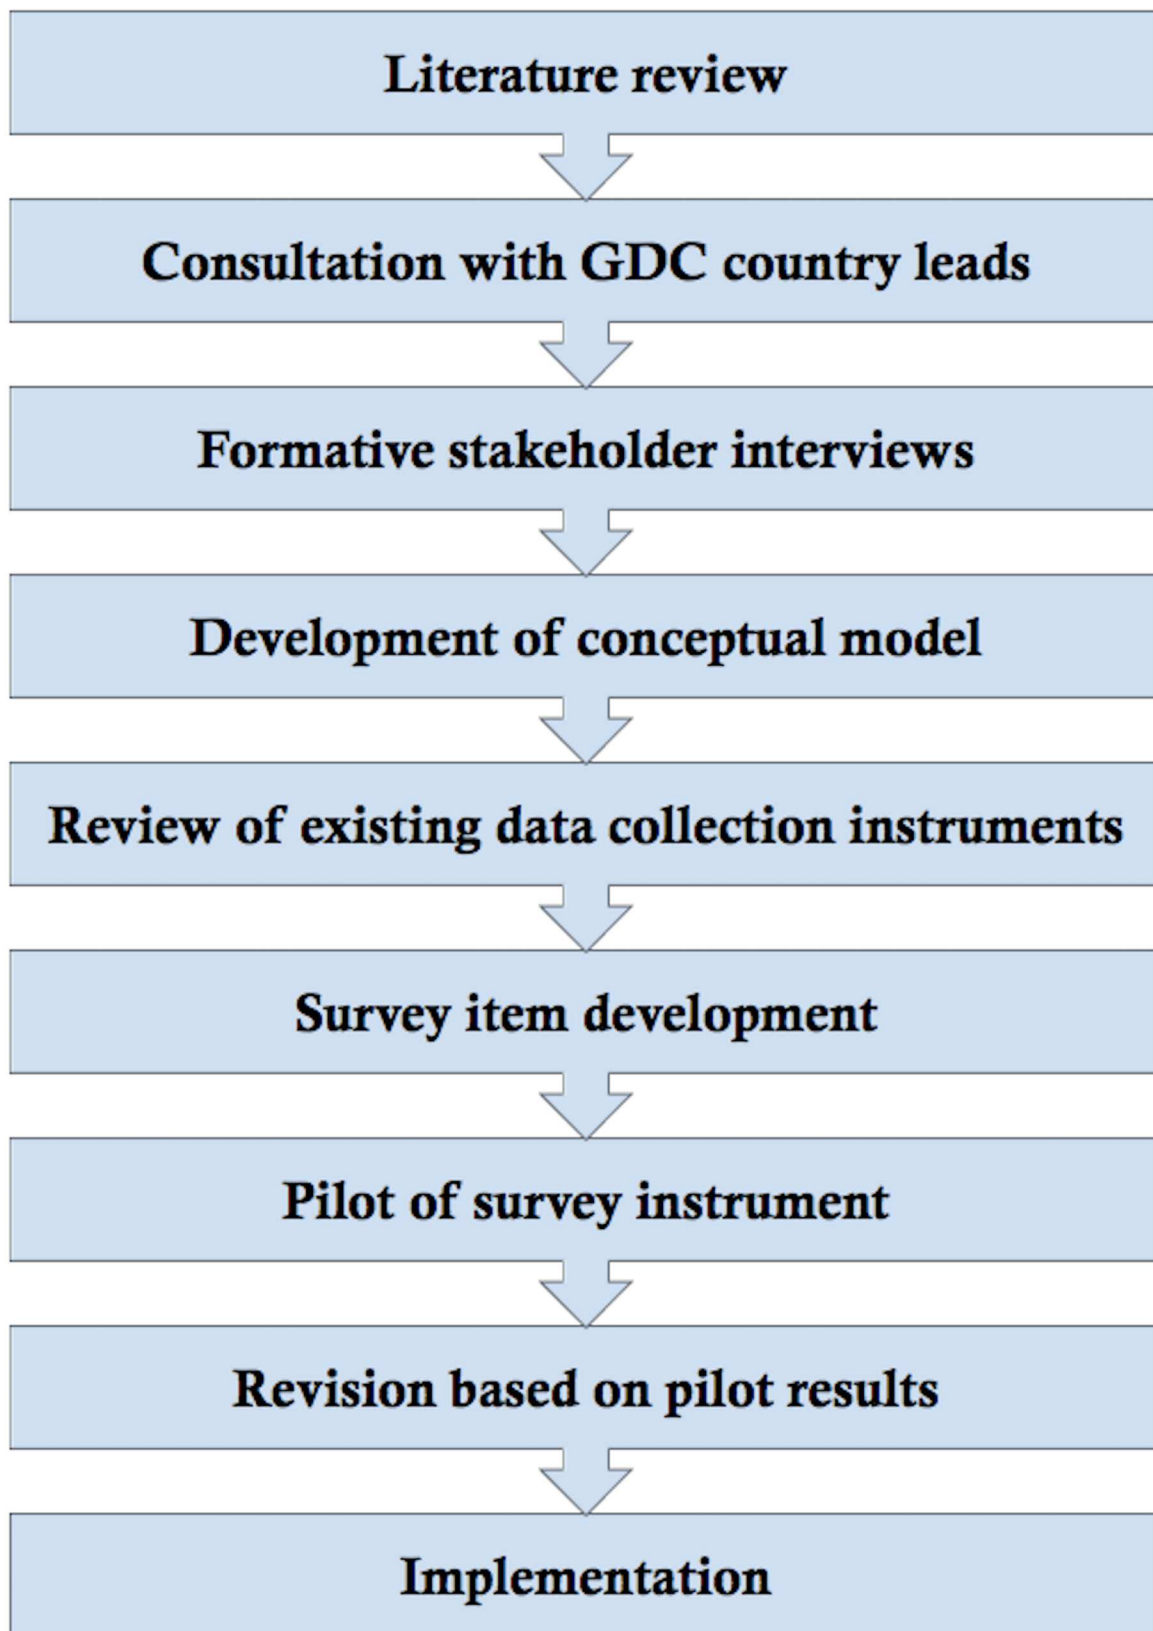 Literature review
Consultation with GDC country leads
Formative stakeholder interviews
Development of conceptual model
Review of existing data collection instruments
Survey item development
Pilot of survey instrument
Revision based on pilot results
Implementation